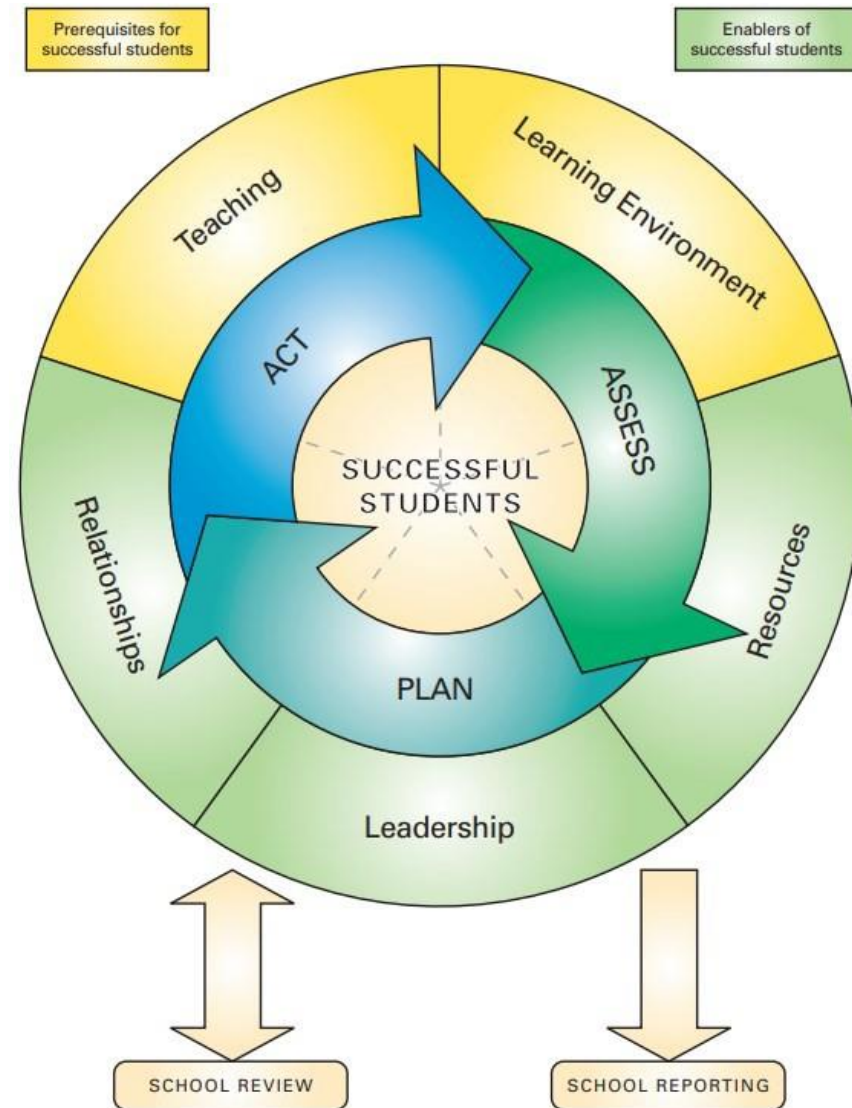 Prerequisites for
successful students
Enablers of
successful students
Teaching
Learning Environment
ACT
ASSESS
SUCCESSFUL
STUDENTS
Relationships
Resources
PLAN
Leadership
SCHOOL REVIEW
SCHOOL REPORTING